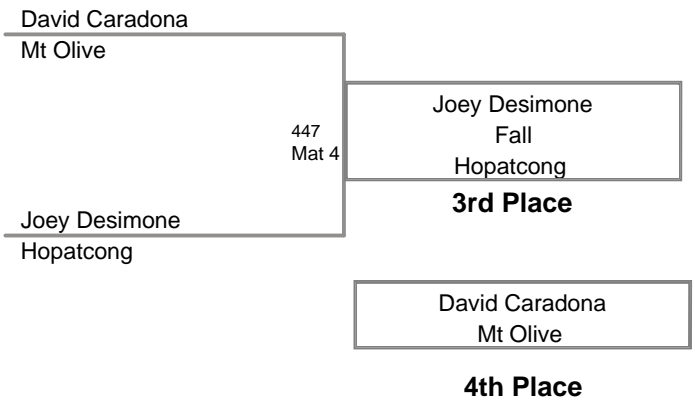 David Caradona
Mt Olive
447
Mat 4
Joey Desimone
Hopatcong
Joey Desimone
Fall
Hopatcong
3rd Place
David Caradona
Mt Olive
4th Place